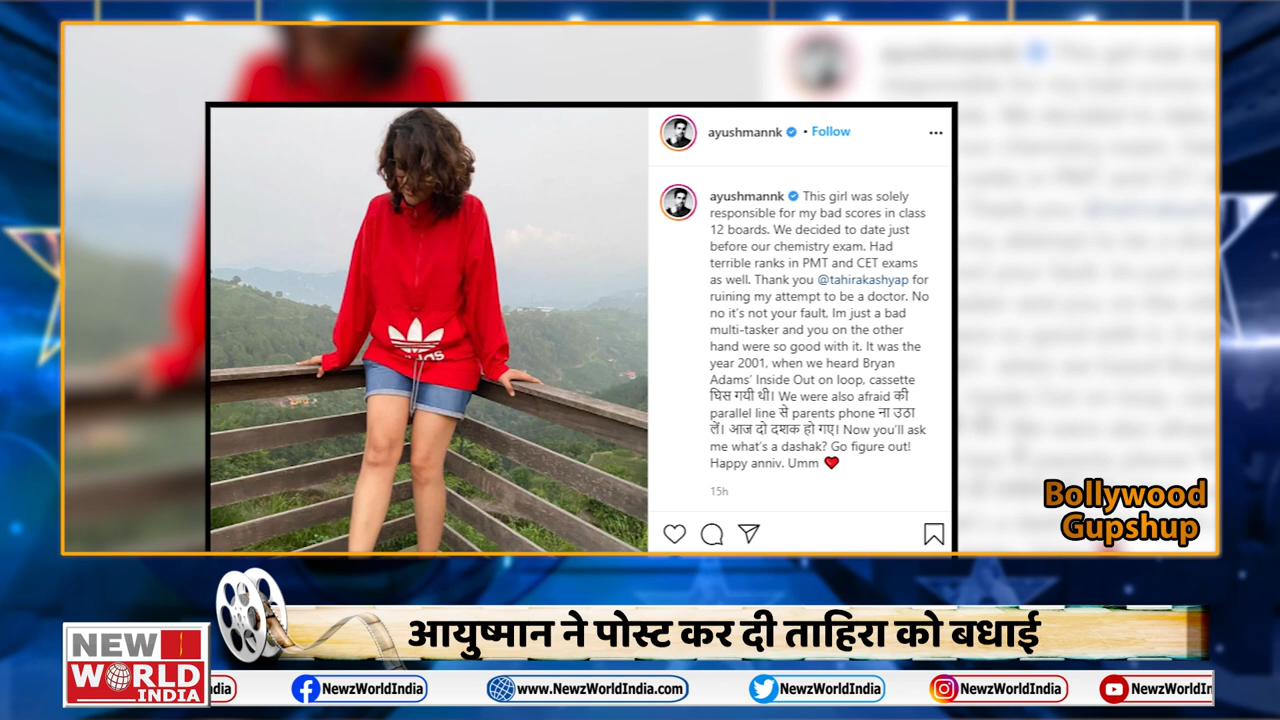 ayushmannk • Follow
ayushmannk This girl was solely
responsible for my bad scores in class
12 boards. We decided to date just
before our chemistry exam. Had
terrible ranks in PMT and CET exams
as well. Thank you @tahirakashyap for
ruining my attempt to be a doctor. No
no it's not your fault, Im just a bad
multi-tasker and you on the other
hand were so good with it. It was the
year 2001, when we heard Bryan
Adams' Inside Out on loop, cassette
घिस गयी थी। We were also afraid की
parallel line से parents phone ना उठा
लें। आज दो दशक हो गए। Now you'll ask
me what's a dashak? Go figure out!
Happy anniv. Umm ❤️
15h
Bollywood
Gupshup
आयुष्मान ने पोस्ट कर दी ताहिरा को बधाई
NEW
WORLD
INDIA
dia NewzWorldIndia www.NewzWorldIndia.com NewzWorldIndia NewzWorldIndia NewzWorldIn